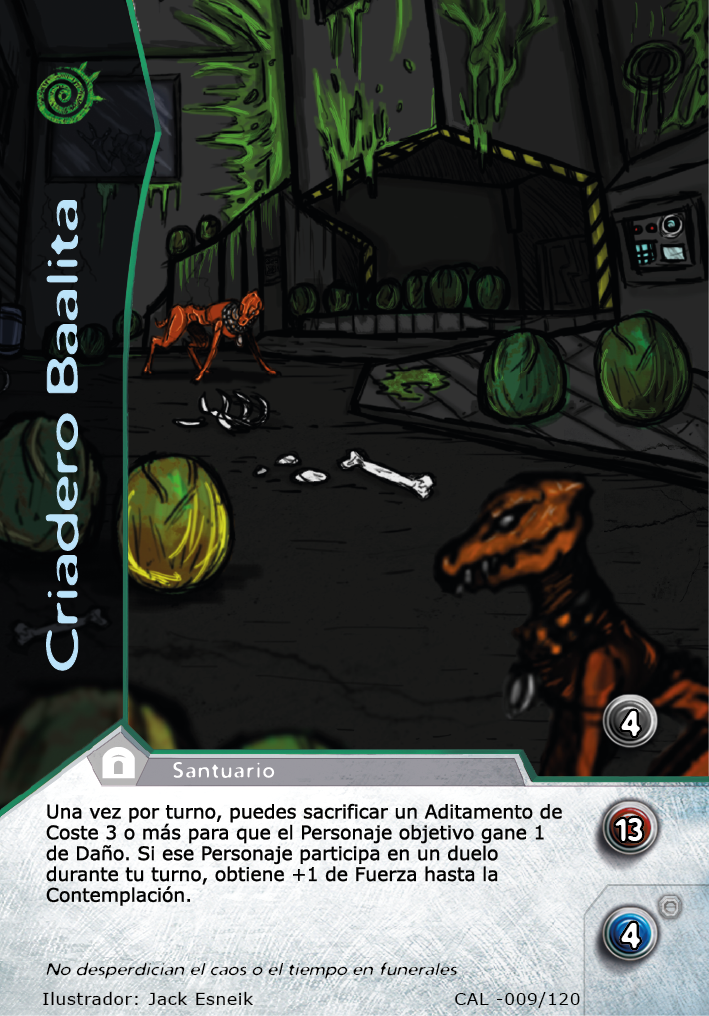 Criadero Baalita
4
Santuario
Una vez por turno, puedes sacrificar un Aditamento de
Coste 3 o más para que el Personaje objetivo gane 1
de Daño. Si ese Personaje participa en un duelo
durante tu turno, obtiene +1 de Fuerza hasta la
Contemplación.
13
4
No desperdician el caos o el tiempo en funerales
Ilustrador: Jack Esneik
CAL -009/120